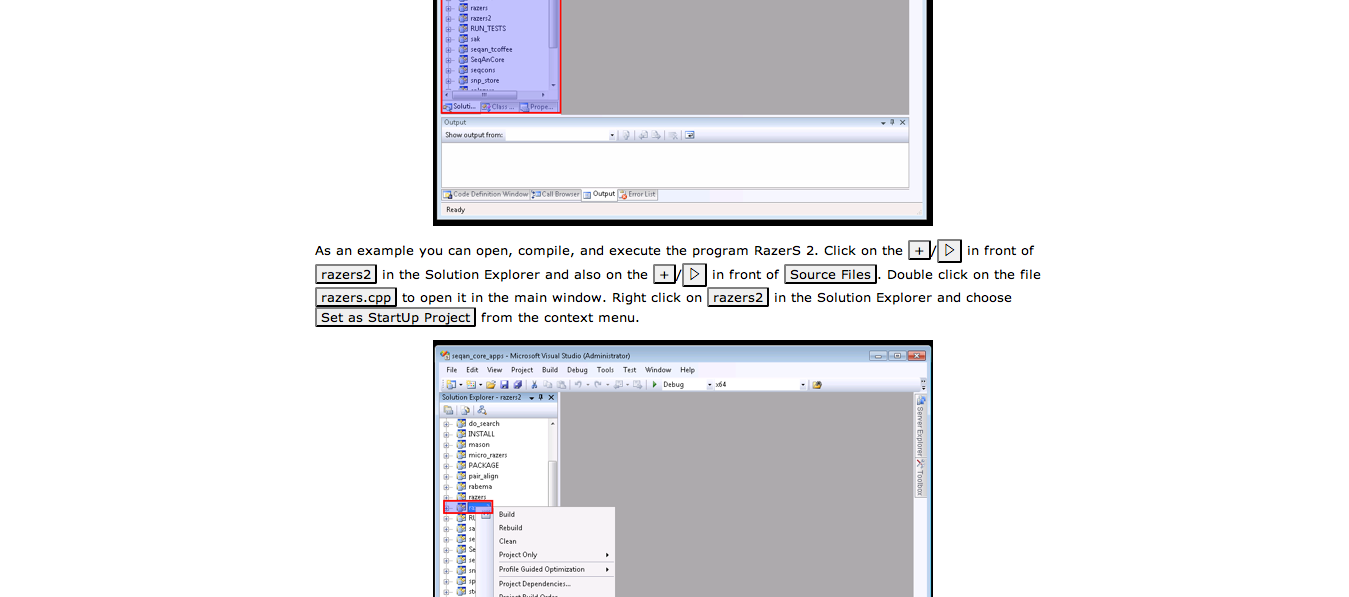 razers
razers2
RUN_TESTS
sak
seqan_tcoffee
SeqAnCore
seqcons
snp_store
Soluti... Class ... Prope...
Output
Show output from:
Code Definition Window Call Browser Output Error List
Ready
As an example you can open, compile, and execute the program RazerS 2. Click on the + / ▷ in front of
razers2 in the Solution Explorer and also on the + / ▷ in front of Source Files . Double click on the file
razers.cpp to open it in the main window. Right click on razers2 in the Solution Explorer and choose
Set as StartUp Project from the context menu.
seqan_core_apps - Microsoft Visual Studio (Administrator)
File Edit View Project Build Debug Tools Test Window Help
Debug x64
Solution Explorer - razers2
Server Explorer
Toolbox
do_search
INSTALL
mason
micro_razers
PACKAGE
pair_align
rabema
razers
Build
Rebuild
Clean
Project Only
Profile Guided Optimization
Project Dependencies...
Project Build Order...